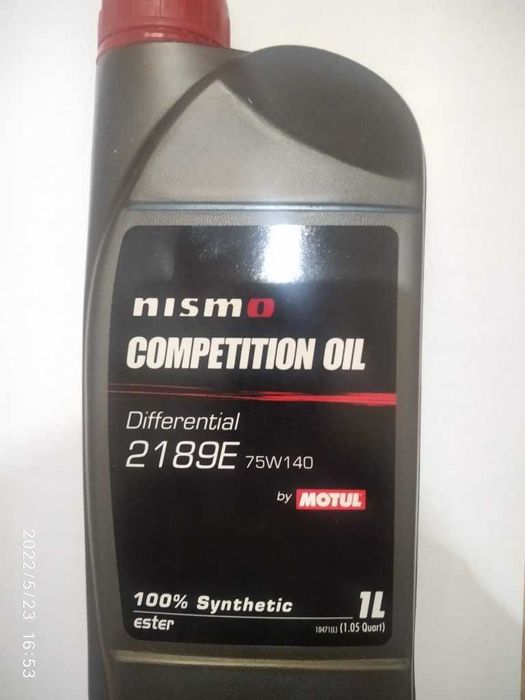 nismo
COMPETITION OIL
Differential
2189E 75W140
by MOTUL
100% Synthetic
ester
1L
10471(L) (1.05 Quart)
2022/5/23 16:53